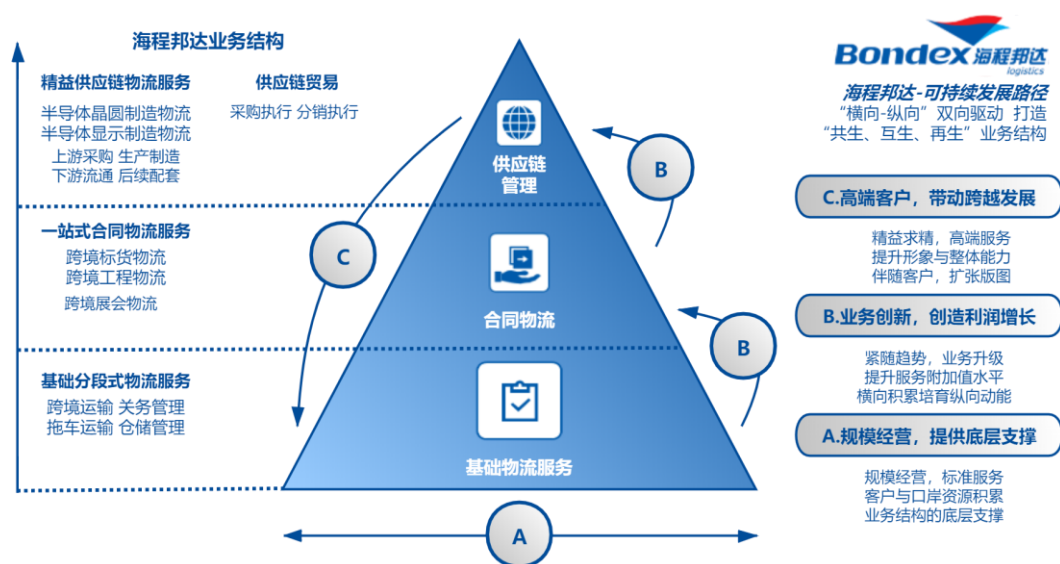 海程邦达业务结构
精益供应链物流服务
半导体晶圆制造物流
半导体显示制造物流
上游采购 生产制造
下游流通 后续配套
供应链贸易
采购执行 分销执行
一站式合同物流服务
跨境标货物流
跨境工程物流
跨境展会物流
基础分段式物流服务
跨境运输 关务管理
拖车运输 仓储管理
供应链
管理
合同物流
基础物流服务
C
B
B
A
Bondex 海程邦达
logistics
海程邦达-可持续发展路径
“横向-纵向”双向驱动 打造
“共生、互生、再生”业务结构
C.高端客户，带动跨越发展
精益求精，高端服务
提升形象与整体能力
伴随客户，扩张版图
B.业务创新，创造利润增长
紧随趋势，业务升级
提升服务附加值水平
横向积累培育纵向动能
A.规模经营，提供底层支撑
规模经营，标准服务
客户与口岸资源积累
业务结构的底层支撑